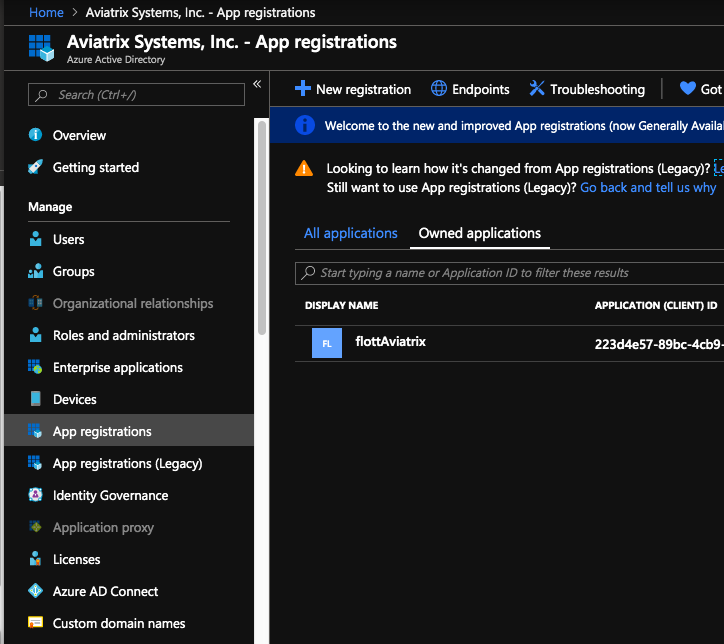 Home > Aviatrix Systems, Inc. - App registrations
Aviatrix Systems, Inc. - App registrations
Azure Active Directory
Search (Ctrl+/)
«
Overview
Getting started
Manage
Users
Groups
Organizational relationships
Roles and administrators
Enterprise applications
Devices
App registrations
App registrations (Legacy)
Identity Governance
Application proxy
Licenses
Azure AD Connect
Custom domain names
New registration
Endpoints
Troubleshooting
Got
Welcome to the new and improved App registrations (now Generally Availa
Looking to learn how it's changed from App registrations (Legacy)? Le
Still want to use App registrations (Legacy)? Go back and tell us why
All applications
Owned applications
Start typing a name or Application ID to filter these results
DISPLAY NAME
APPLICATION (CLIENT) ID
FL
flottAviatrix
223d4e57-89bc-4cb9-